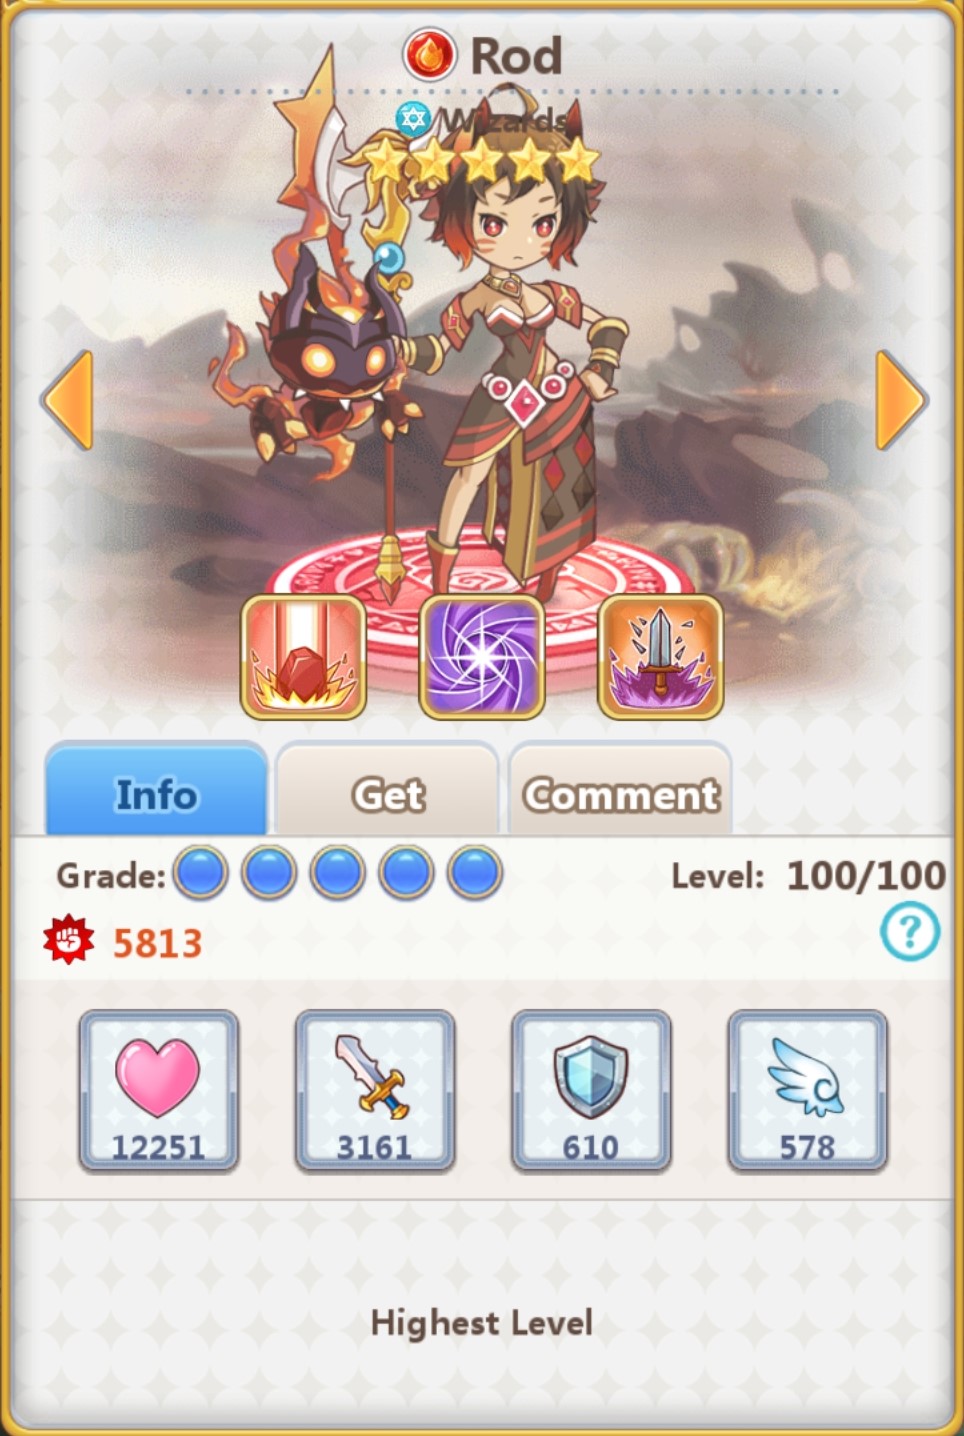 Rod
Wizards
Info
Get
Comment
Grade:
Level: 100/100
5813
?
12251
3161
610
578
Highest Level